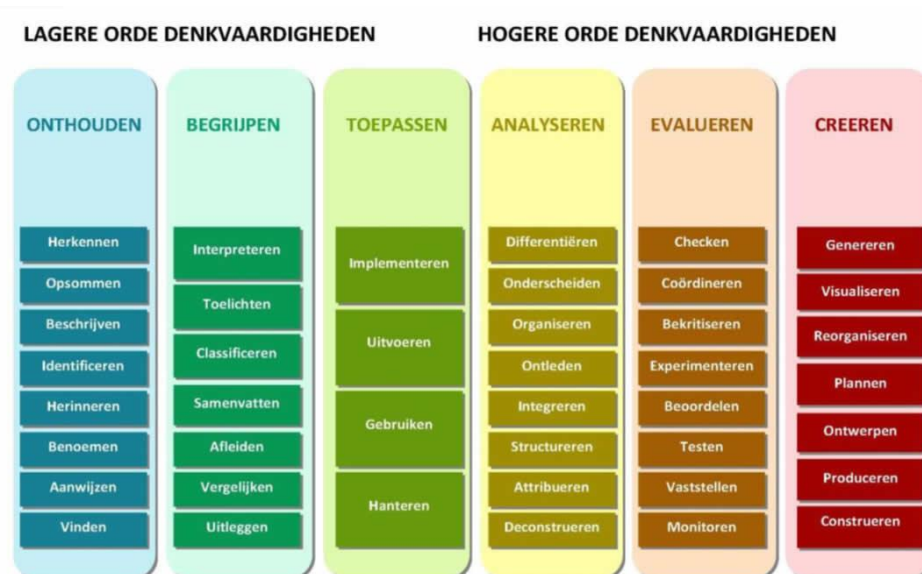 LAGERE ORDE DENKVAARDIGHEDEN
HOGERE ORDE DENKVAARDIGHEDEN
ONTHOUDEN
Herkennen
Opsommen
Beschrijven
Identificeren
Herinneren
Benoemen
Aanwijzen
Vinden
BEGRIJPEN
Interpreteren
Toelichten
Classificeren
Samenvatten
Afleiden
Vergelijken
Uitleggen
TOEPASSEN
Implementeren
Uitvoeren
Gebruiken
Hanteren
ANALYSEREN
Differentiëren
Onderscheiden
Organiseren
Ontleden
Integreren
Structureren
Attribueren
Deconstrueren
EVALUEREN
Checken
Coördineren
Bekritiseren
Experimenteren
Beoordelen
Testen
Vaststellen
Monitoren
CREEREN
Genereren
Visualiseren
Reorganiseren
Plannen
Ontwerpen
Produceren
Construeren